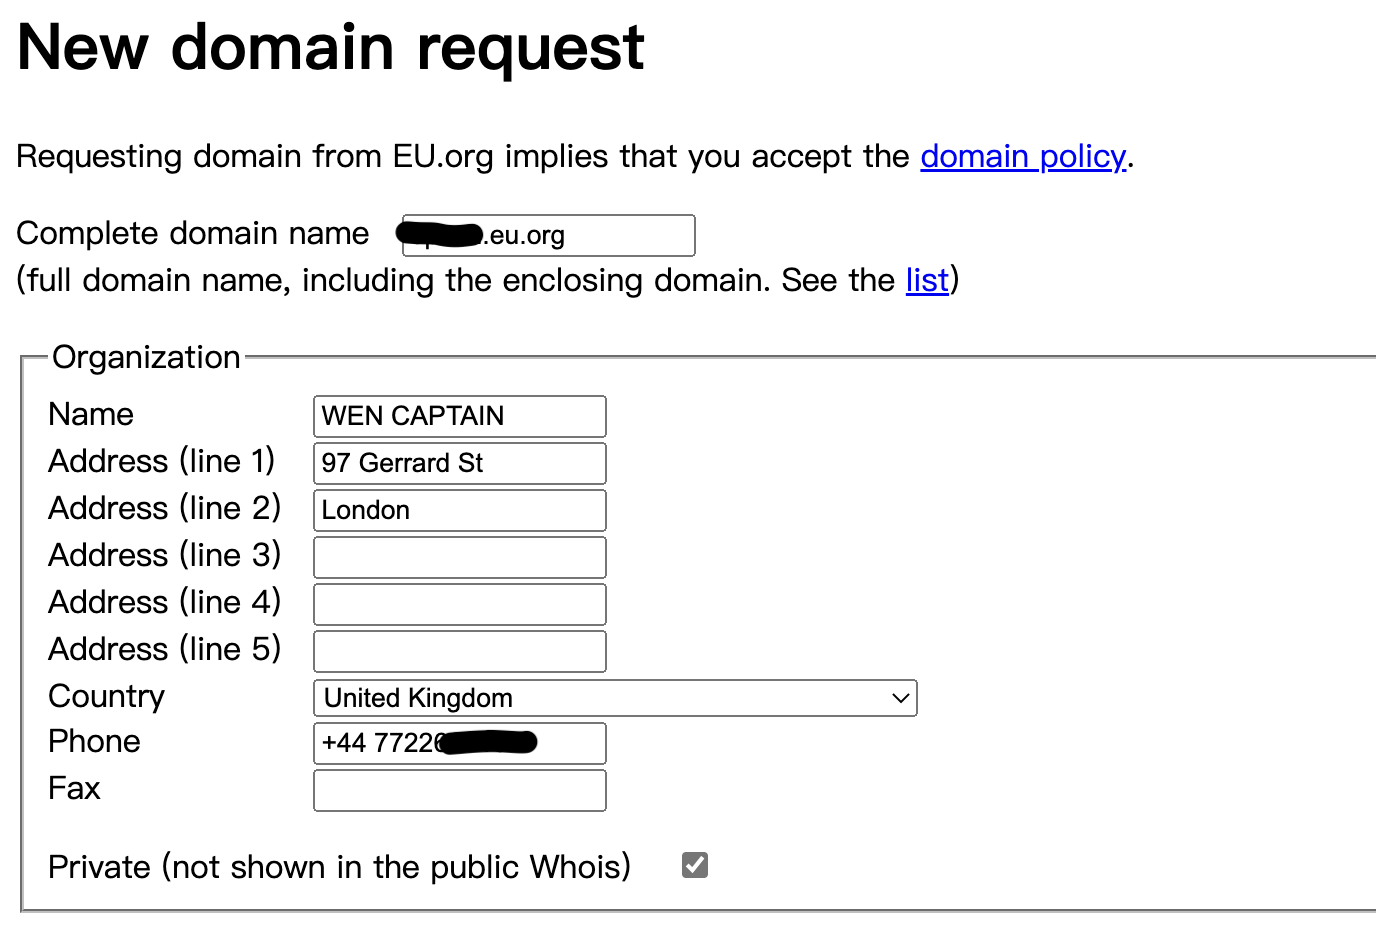 New domain request
Requesting domain from EU.org implies that you accept the domain policy.
Complete domain name .eu.org
(full domain name, including the enclosing domain. See the list)
Organization
Name WEN CAPTAIN
Address (line 1) 97 Gerrard St
Address (line 2) London
Address (line 3)
Address (line 4)
Address (line 5)
Country United Kingdom
Phone +44 77226
Fax
Private (not shown in the public Whois)